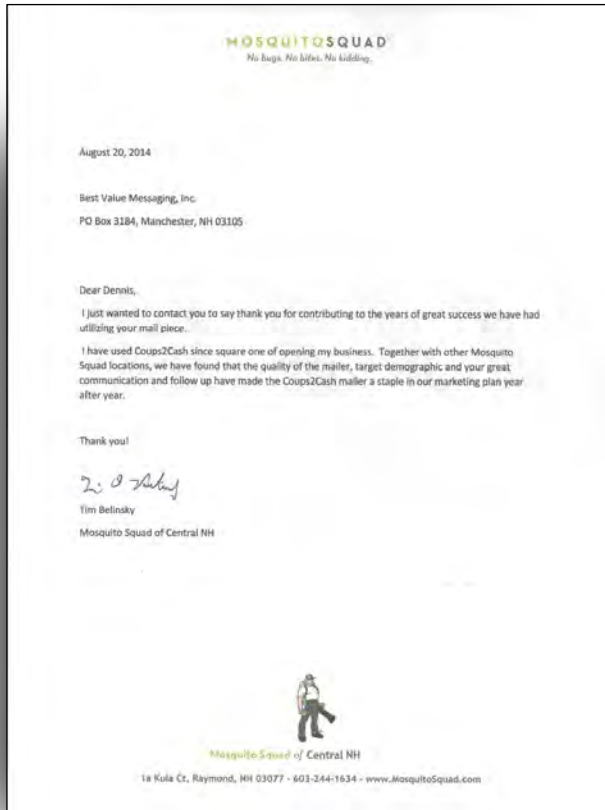 MOSQUITOSQUAD
No bugs. No bites. No kidding.
August 20, 2014
Best Value Messaging, Inc.
PO Box 3184, Manchester, NH 03105
Dear Dennis,
I just wanted to contact you to say thank you for contributing to the years of great success we have had
utilizing your mail piece.
I have used Coups2Cash since square one of opening my business. Together with other Mosquito
Squad locations, we have found that the quality of the mailer, target demographic and your great
communication and follow up have made the Coups2Cash mailer a staple in our marketing plan year
after year.
Thank you!
Tim Belinsky
Mosquito Squad of Central NH
Mosquito Squad of Central NH
1a Kula Ct, Raymond, NH 03077 - 603-244-1634 - www.MosquitoSquad.com